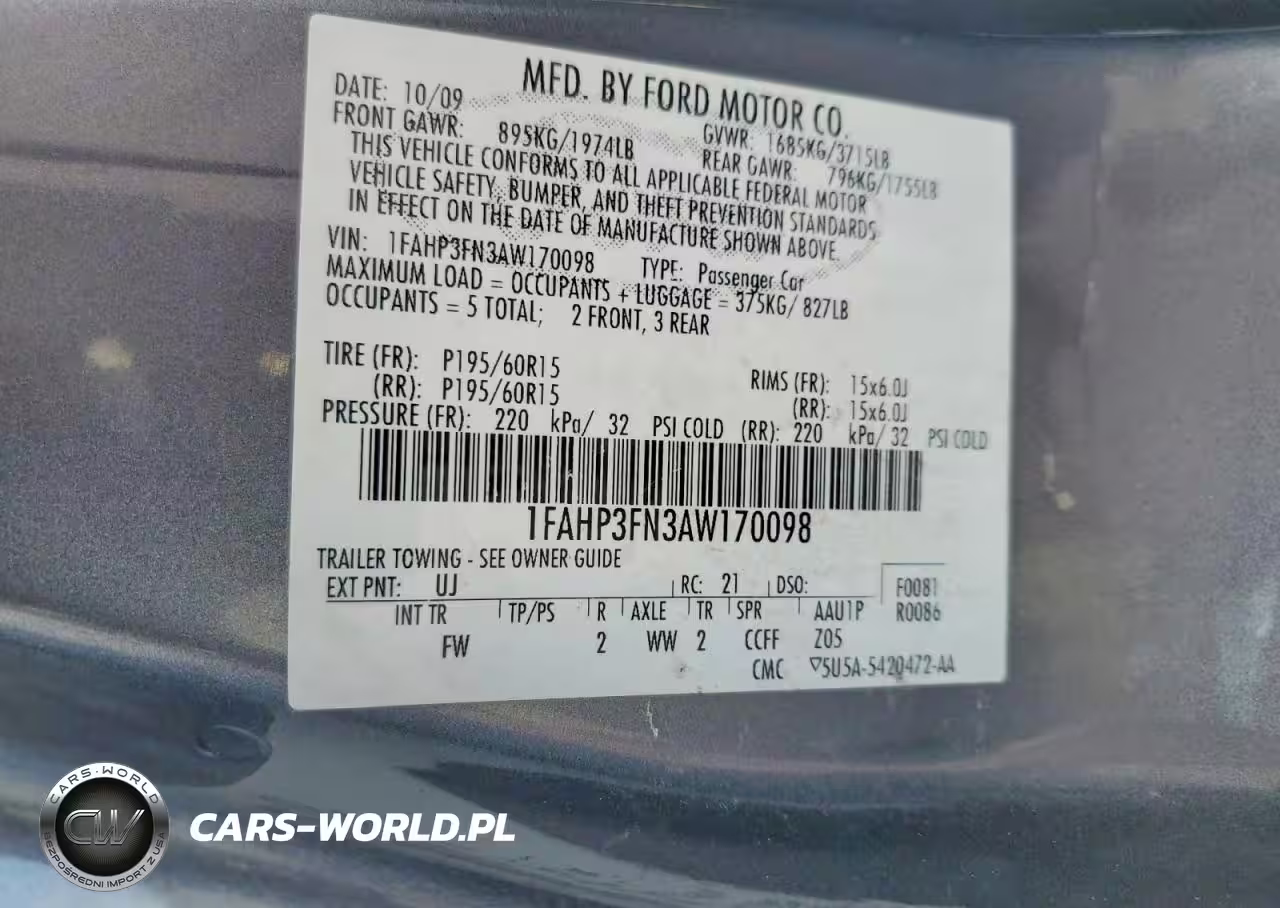 MFD. BY FORD MOTOR CO.
DATE: 10/09
GVWR: 1685KG/3715LB
FRONT GAWR: 895KG/1974LB
REAR GAWR: 796KG/1755LB
THIS VEHICLE CONFORMS TO ALL APPLICABLE FEDERAL MOTOR
VEHICLE SAFETY, BUMPER, AND THEFT PREVENTION STANDARDS
IN EFFECT ON THE DATE OF MANUFACTURE SHOWN ABOVE.
VIN: 1FAHP3FN3AW170098 TYPE: Passenger Car
MAXIMUM LOAD = OCCUPANTS + LUGGAGE = 375KG/ 827LB
OCCUPANTS = 5 TOTAL; 2 FRONT, 3 REAR
TIRE (FR): P195/60R15 RIMS (FR): 15x6.0J
(RR): P195/60R15 (RR): 15x6.0J
PRESSURE (FR): 220 kPa/ 32 PSI COLD (RR): 220 kPa/ 32 PSI COLD
1FAHP3FN3AW170098
TRAILER TOWING - SEE OWNER GUIDE
EXT PNT: UJ RC: 21 DSO: F0081
INT TR TP/PS R AXLE TR SPR AAU1P R0086
FW 2 WW 2 CCFF Z05
CMC ▽5U5A-5420472-AA
CARS-WORLD
CW
BEZPOŚREDNI IMPORT Z USA
CARS-WORLD.PL